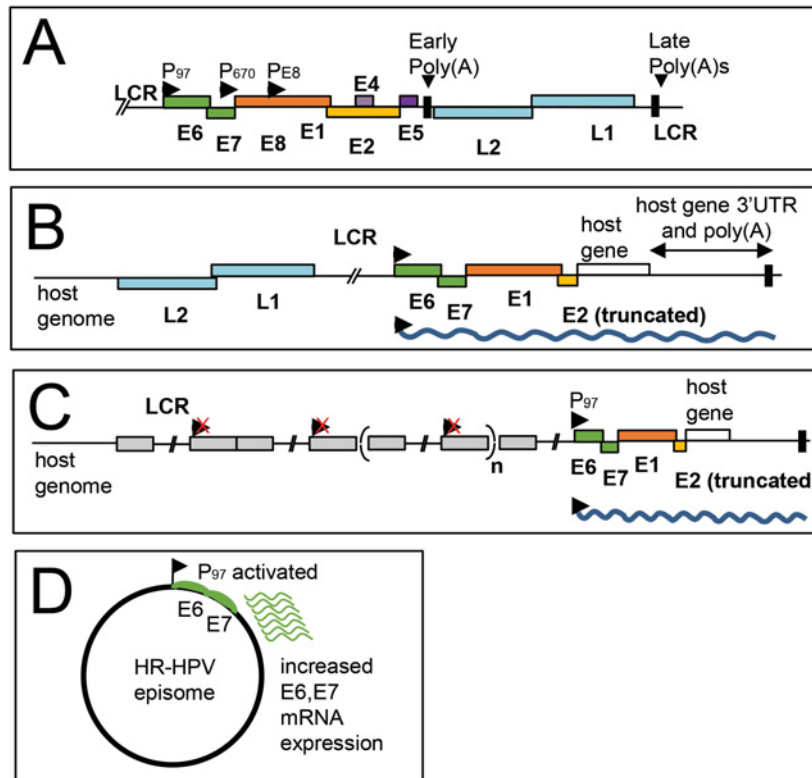 A
P97 P670 PE8 Early Poly(A) Late Poly(A)s
LCR E4
E6 E7 E8 E1 E2 E5 L2 L1 LCR
B
LCR host gene host gene 3'UTR and poly(A)
host genome L2 L1 E6 E7 E1 E2 (truncated)
C
LCR P97 host gene
host genome n E6 E7 E1 E2 (truncated
D
P97 activated
E6 E7
HR-HPV
episome
increased
E6,E7
mRNA
expression